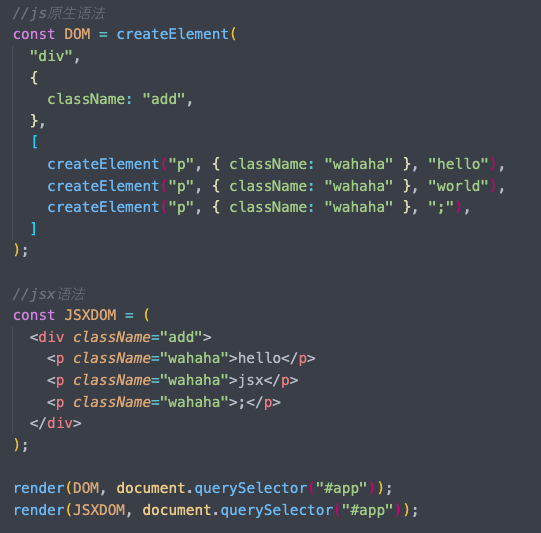 //js原生语法
const DOM = createElement(
"div",
{
className: "add",
},
[
createElement("p", { className: "wahaha" }, "hello"),
createElement("p", { className: "wahaha" }, "world"),
createElement("p", { className: "wahaha" }, ";"),
]
);
//jsx语法
const JSXDOM = (
<div className="add">
<p className="wahaha">hello</p>
<p className="wahaha">jsx</p>
<p className="wahaha">;</p>
</div>
);
render(DOM, document.querySelector("#app"));
render(JSXDOM, document.querySelector("#app"));